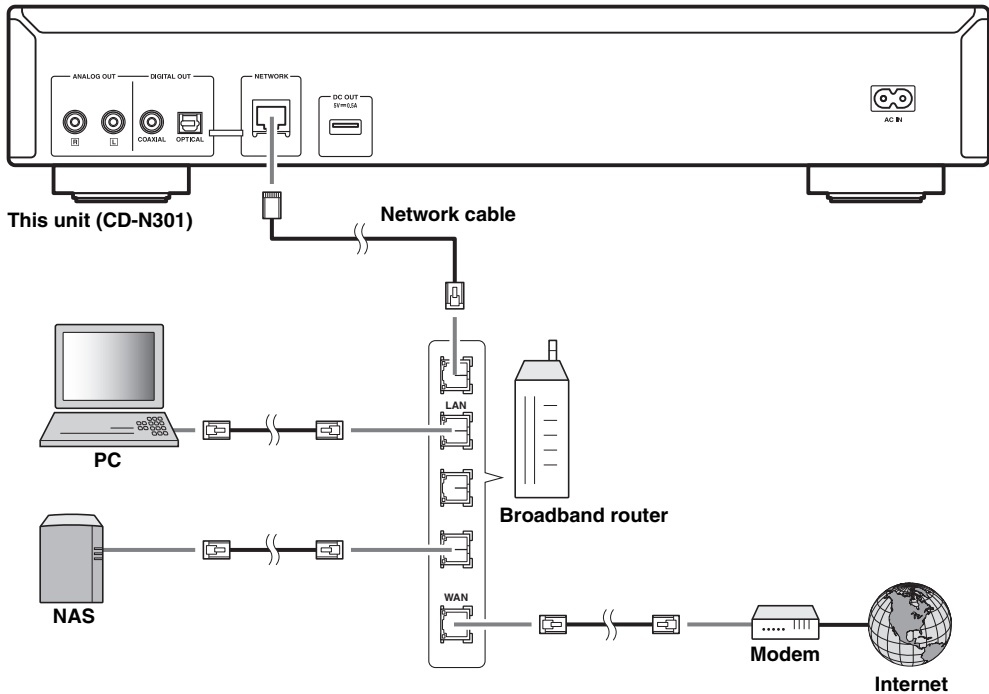 ANALOG OUT
DIGITAL OUT
NETWORK
DC OUT
5V⎓0.5A
R
L
COAXIAL
OPTICAL
AC IN
This unit (CD-N301)
Network cable
LAN
PC
Broadband router
NAS
WAN
Modem
Internet